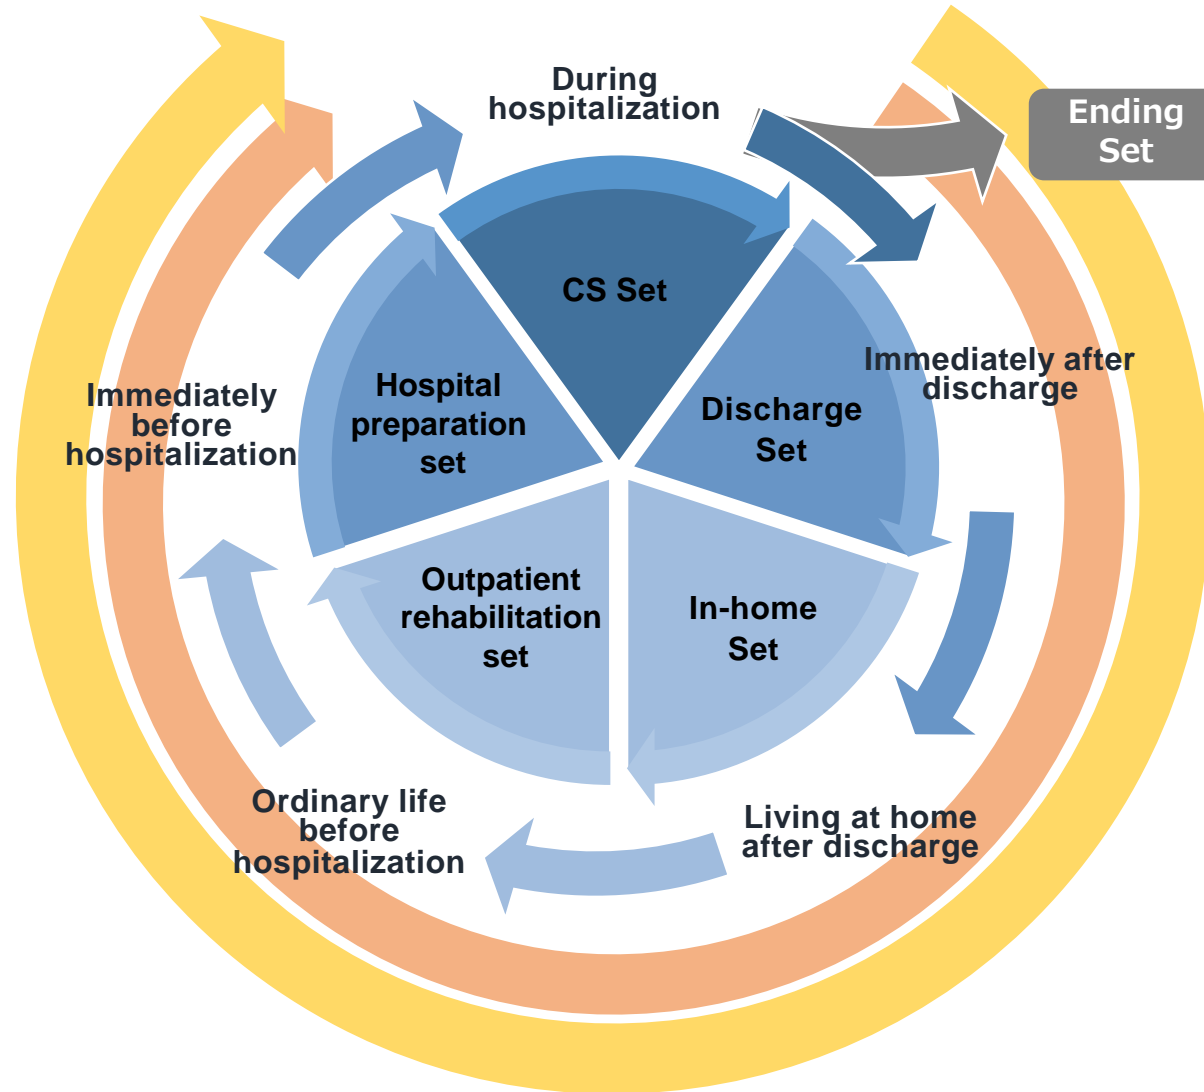 During
hospitalization
Ending
Set
CS Set
Immediately after
discharge
Discharge
Set
Hospital
preparation
set
Immediately
before
hospitalization
Outpatient
rehabilitation
set
In-home
Set
Ordinary life
before
hospitalization
Living at home
after discharge